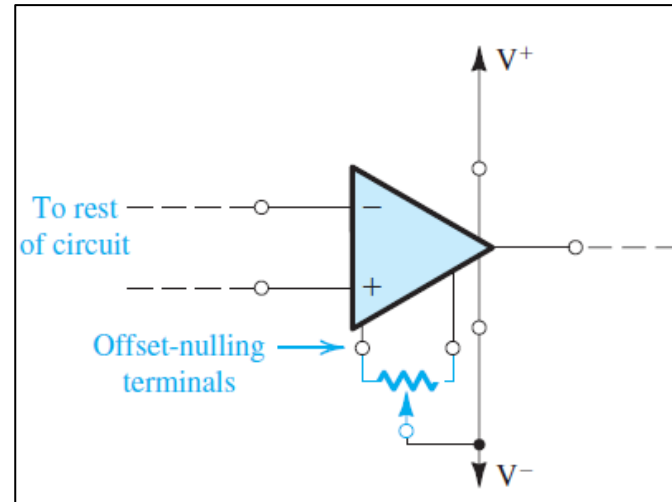 V⁺
To rest
of circuit
−
+
Offset-nulling
terminals
V⁻